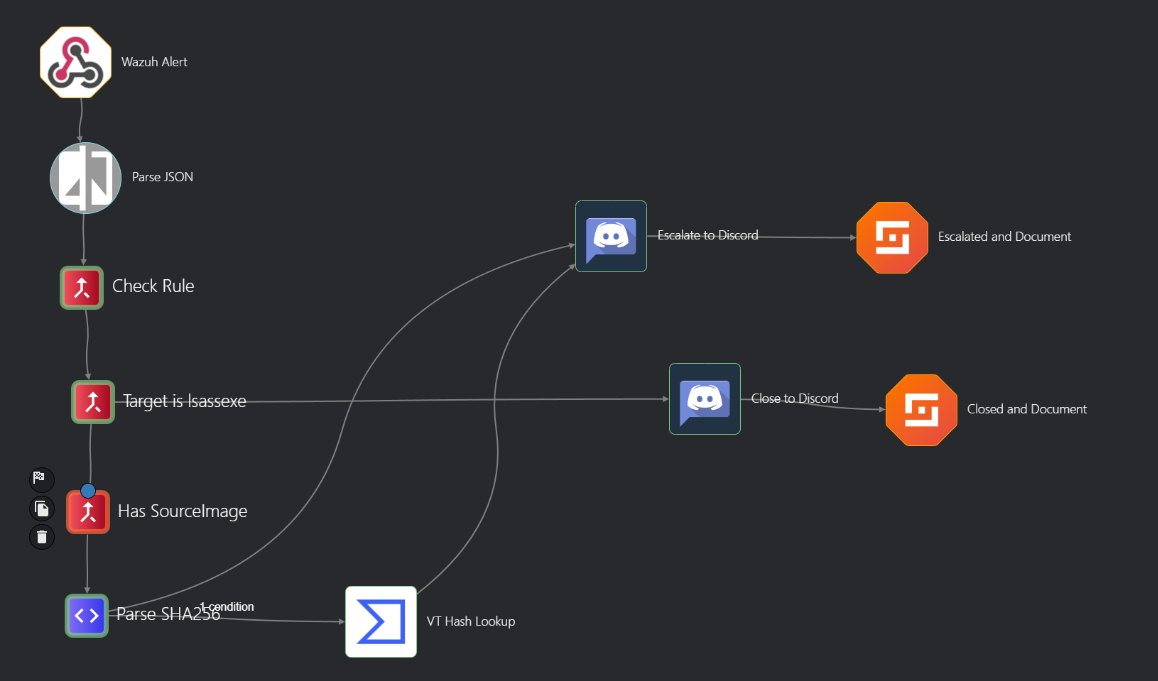 Wazuh Alert
Parse JSON
Escalate to Discord
Escalated and Document
Check Rule
Target is lsassexe
Close to Discord
Closed and Document
Has SourceImage
1 condition
Parse SHA256
VT Hash Lookup